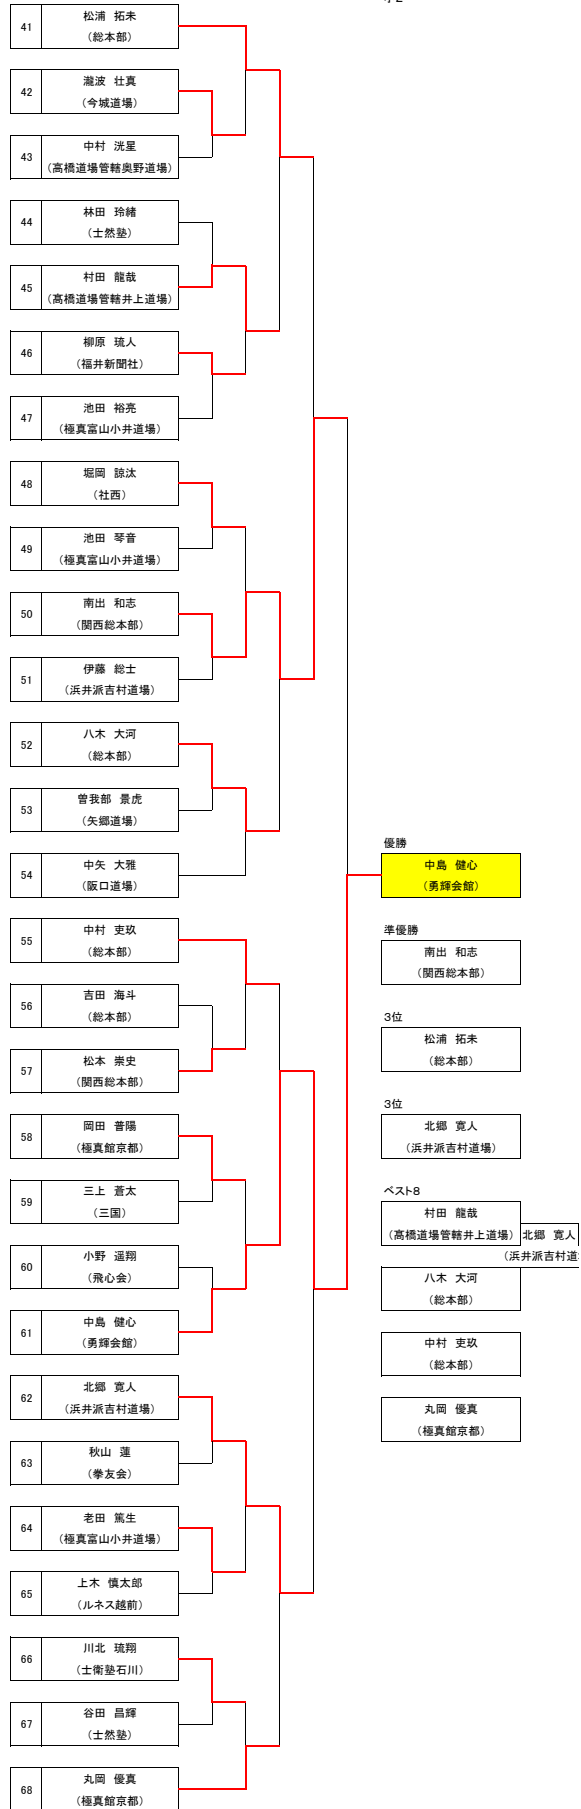 41
松浦 拓未
（総本部）
42
瀧波 壮真
（今城道場）
43
中村 洸星
（高橋道場管轄奥野道場）
44
林田 玲緒
（士然塾）
45
村田 龍哉
（高橋道場管轄井上道場）
46
柳原 琉人
（福井新聞社）
47
池田 裕亮
（極真富山小井道場）
48
堀岡 諒汰
（社西）
49
池田 琴音
（極真富山小井道場）
50
南出 和志
（関西総本部）
51
伊藤 総士
（浜井派吉村道場）
52
八木 大河
（総本部）
53
曽我部 景虎
（矢郷道場）
54
中矢 大雅
（阪口道場）
55
中村 吏玖
（総本部）
56
吉田 海斗
（総本部）
57
松本 崇史
（関西総本部）
58
岡田 普陽
（極真館京都）
59
三上 蒼太
（三国）
60
小野 遥翔
（飛心会）
61
中島 健心
（勇輝会館）
62
北郷 寛人
（浜井派吉村道場）
63
秋山 蓮
（拳友会）
64
老田 篤生
（極真富山小井道場）
65
上木 慎太郎
（ルネス越前）
66
川北 琉翔
（士衛塾石川）
67
谷田 昌輝
（士然塾）
68
丸岡 優真
（極真館京都）
優勝
中島 健心
（勇輝会館）
準優勝
南出 和志
（関西総本部）
3位
松浦 拓未
（総本部）
3位
北郷 寛人
（浜井派吉村道場）
ベスト8
村田 龍哉
（高橋道場管轄井上道場）
北郷 寛人
（浜井派吉村道
八木 大河
（総本部）
中村 吏玖
（総本部）
丸岡 優真
（極真館京都）